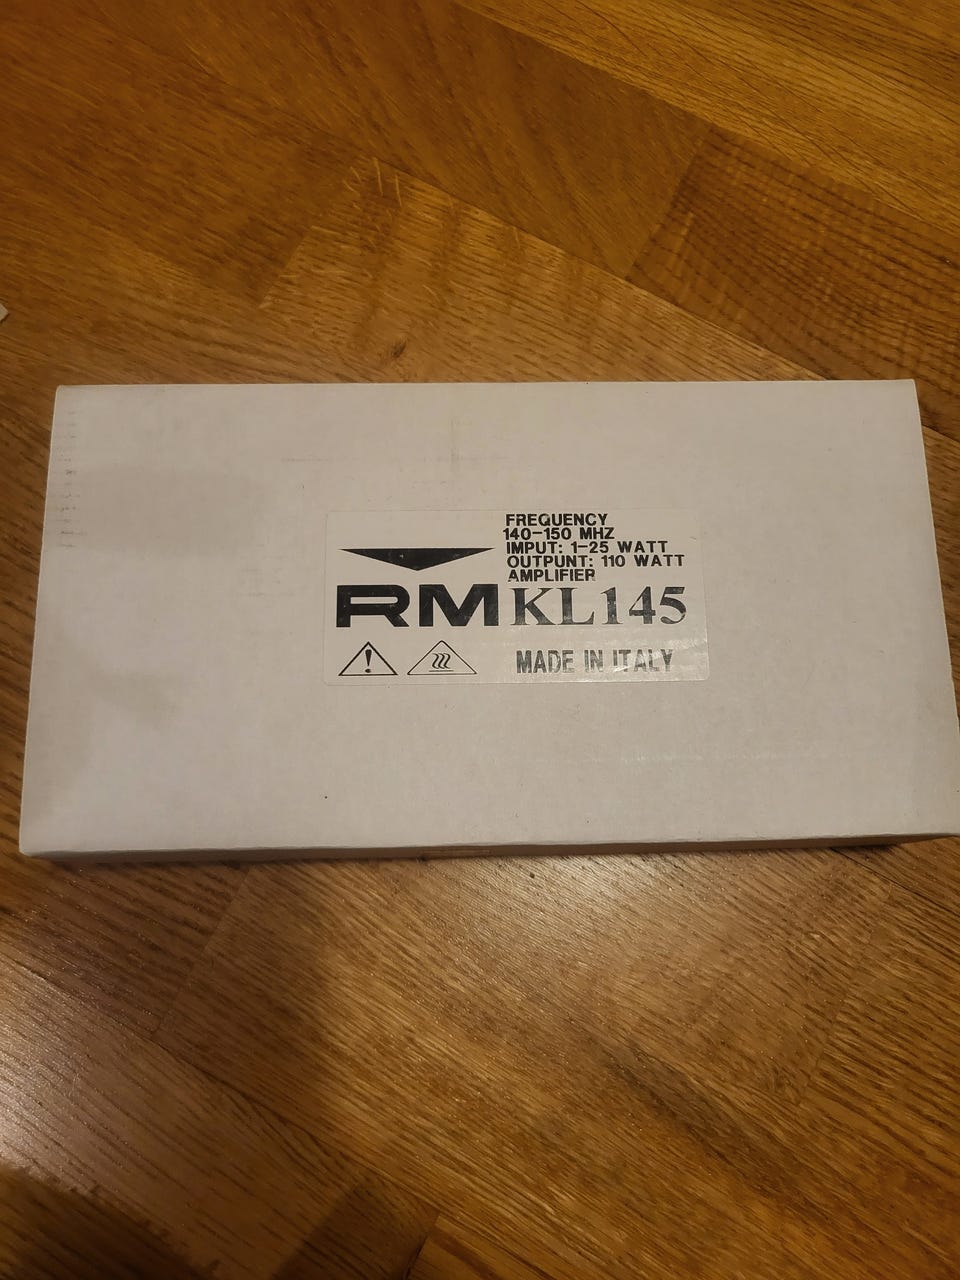 FREQUENCY
140-150 MHZ
IMPUT: 1-25 WATT
OUTPUNT: 110 WATT
AMPLIFIER
RM KL145
MADE IN ITALY